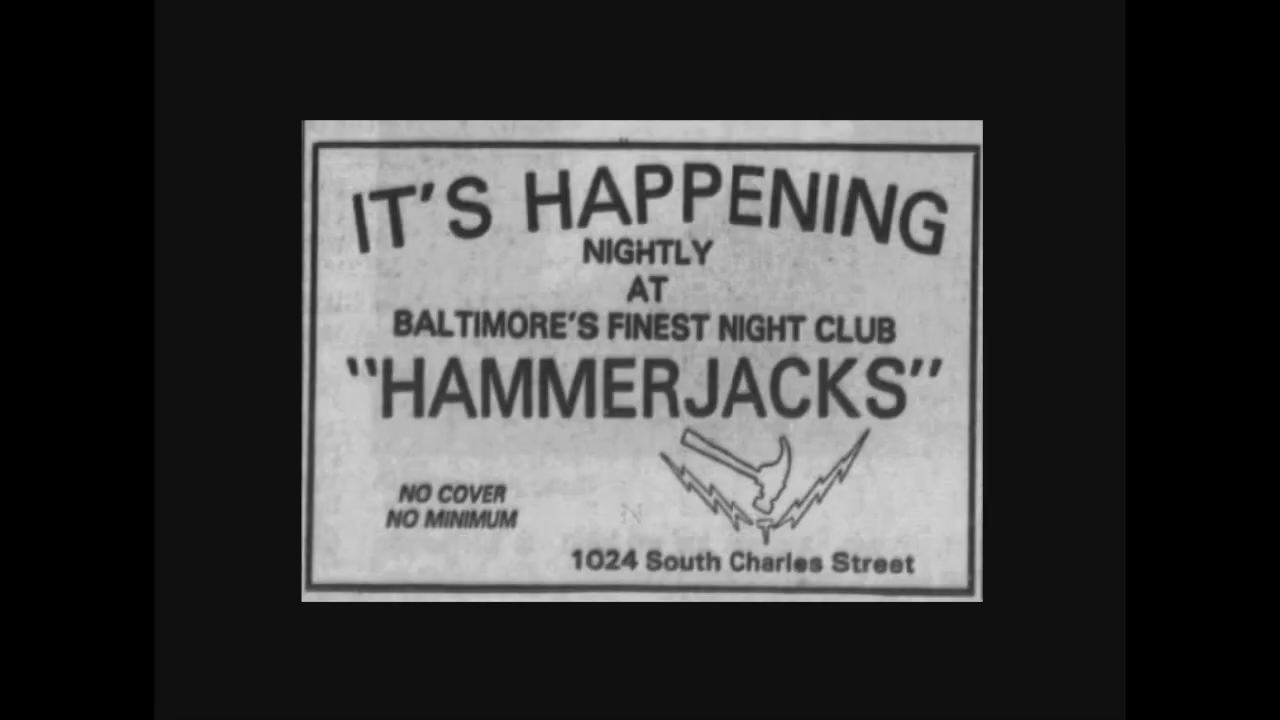 IT'S HAPPENING
NIGHTLY
AT
BALTIMORE'S FINEST NIGHT CLUB
"HAMMERJACKS"
NO COVER
NO MINIMUM
1024 South Charles Street